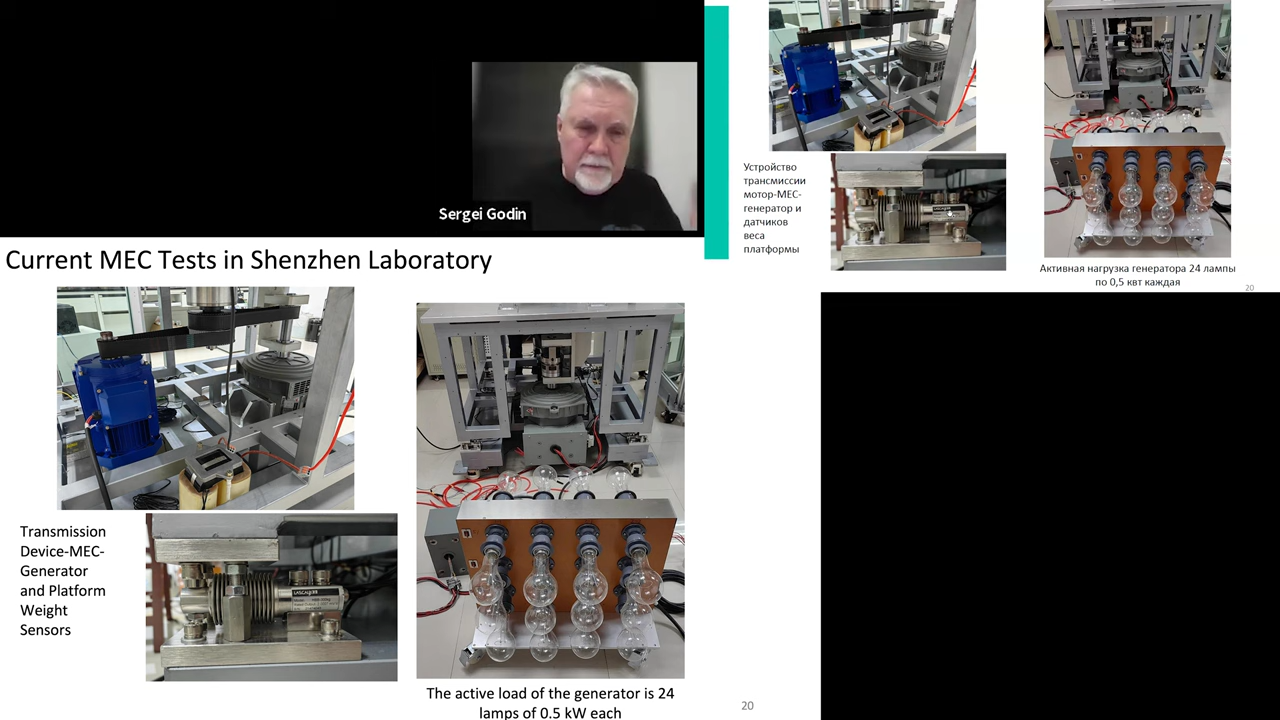 Sergei Godin
Current MEC Tests in Shenzhen Laboratory
Transmission
Device-MEC-
Generator
and Platform
Weight
Sensors
The active load of the generator is 24
lamps of 0.5 kW each
20
Устройство
трансмиссии
мотор-МЕС-
генератор и
датчиков
веса
платформы
Активная нагрузка генератора 24 лампы
по 0,5 квт каждая
20